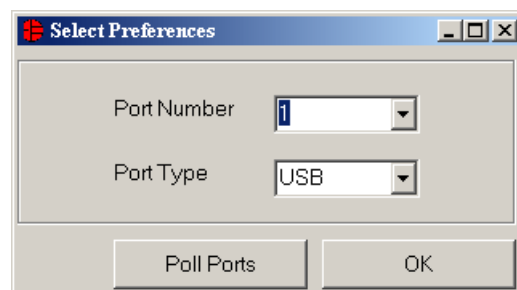 Select Preferences
Port Number 1
Port Type USB
Poll Ports OK